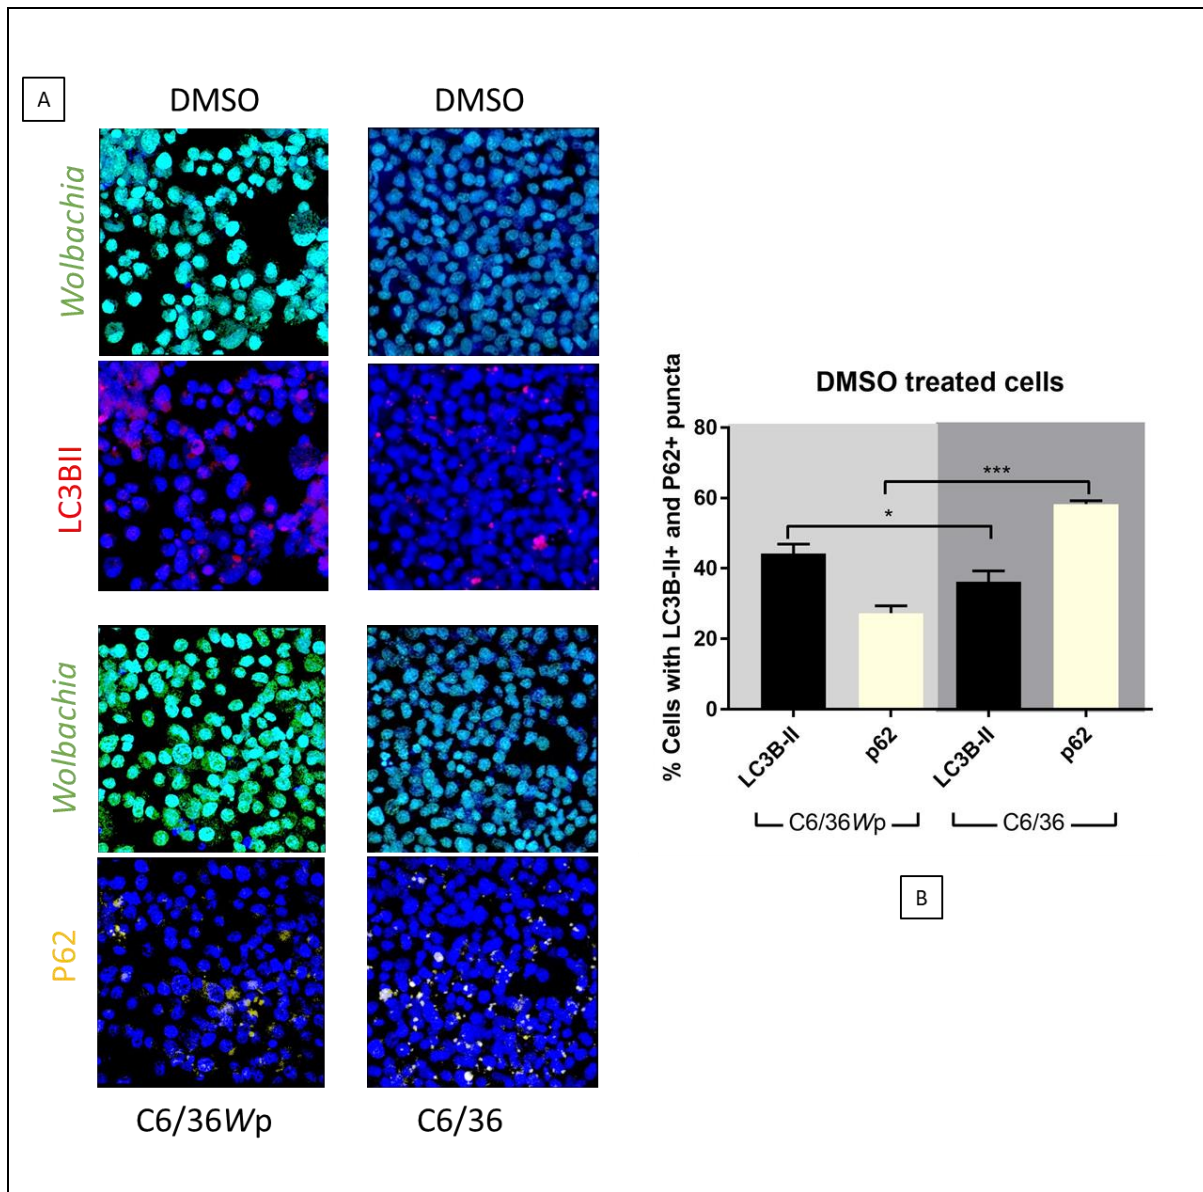 A
DMSO
DMSO
Wolbachia
LC3BII
Wolbachia
P62
C6/36Wp
C6/36
DMSO treated cells
% Cells with LC3B-II+ and P62+ puncta
80
60
40
20
0
***
*
LC3B-II
p62
LC3B-II
p62
C6/36Wp
C6/36
B